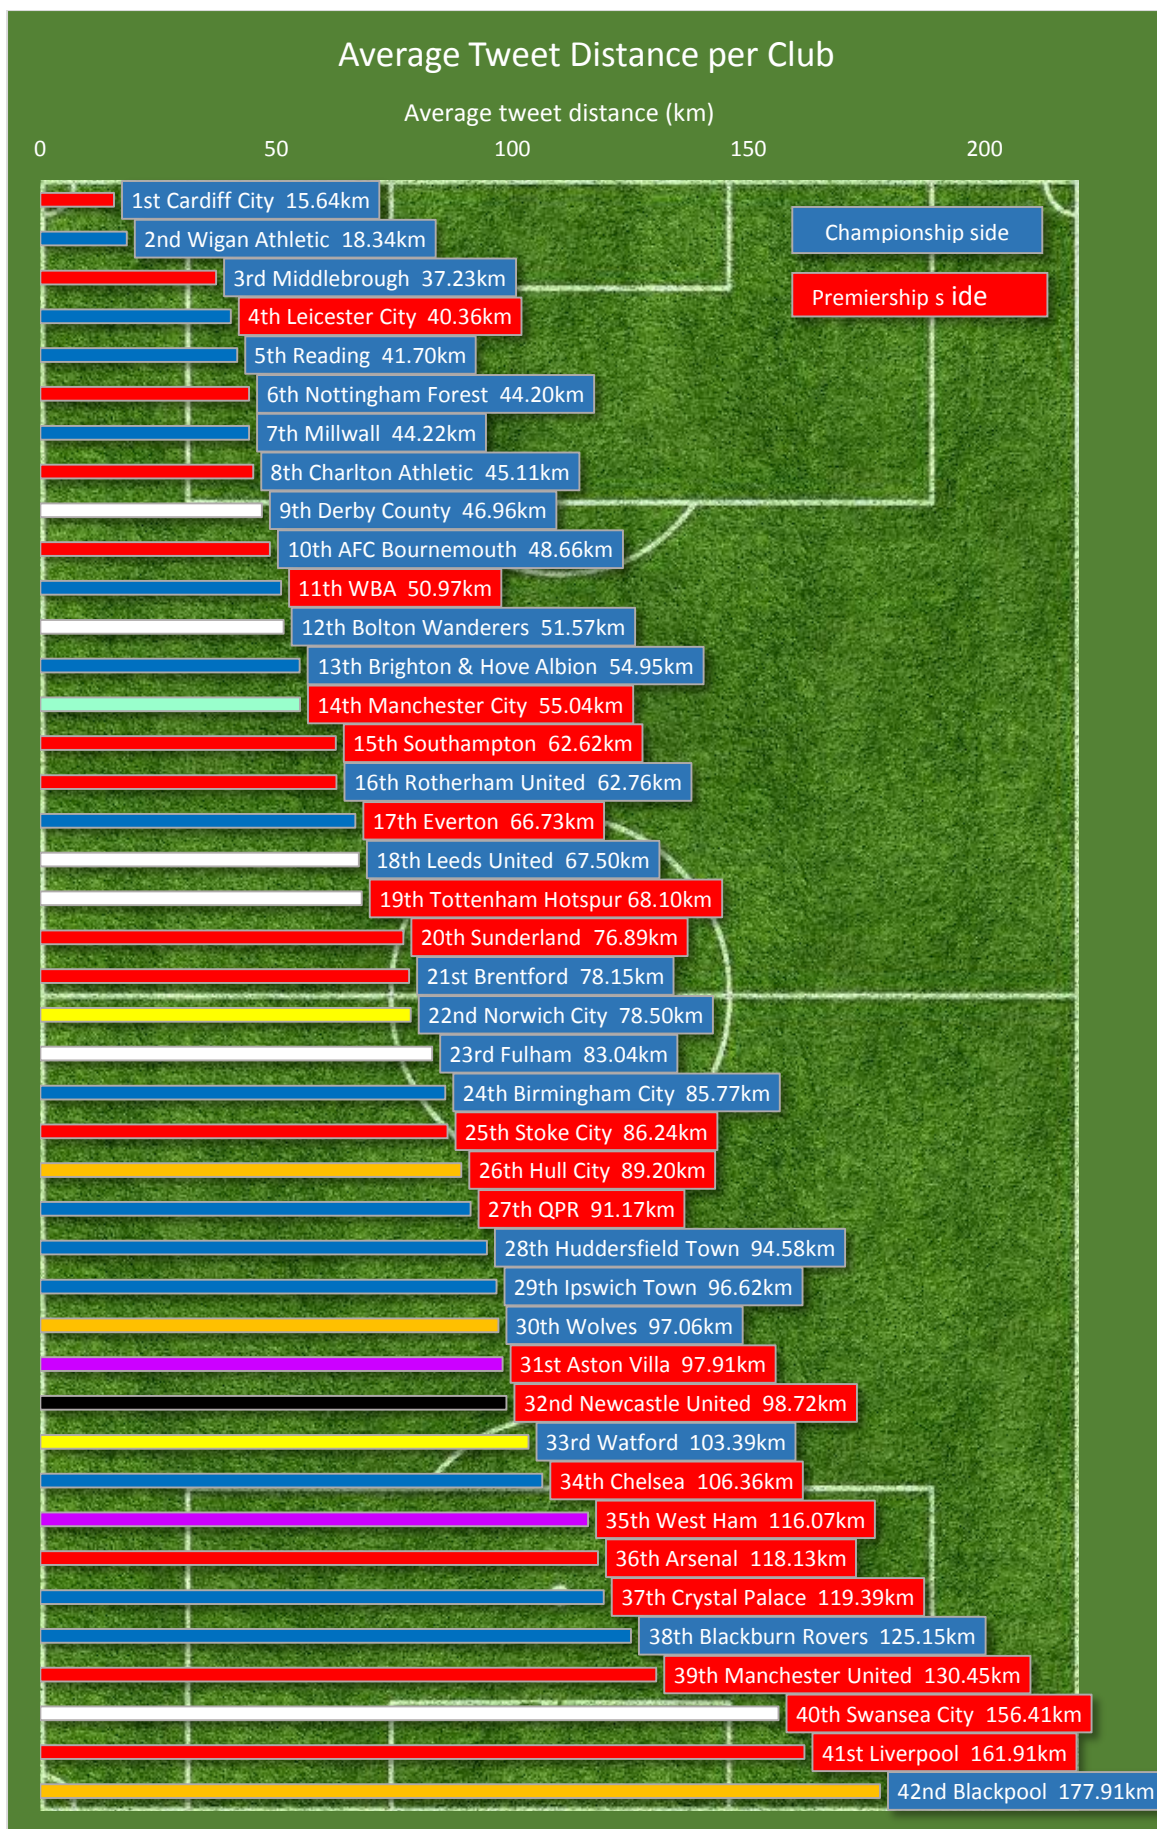 Average Tweet Distance per Club
Average tweet distance (km)
0 50 100 150 200
1st Cardiff City 15.64km
Championship side
2nd Wigan Athletic 18.34km
3rd Middlebrough 37.23km
Premiership s ide
4th Leicester City 40.36km
5th Reading 41.70km
6th Nottingham Forest 44.20km
7th Millwall 44.22km
8th Charlton Athletic 45.11km
9th Derby County 46.96km
10th AFC Bournemouth 48.66km
11th WBA 50.97km
12th Bolton Wanderers 51.57km
13th Brighton & Hove Albion 54.95km
14th Manchester City 55.04km
15th Southampton 62.62km
16th Rotherham United 62.76km
17th Everton 66.73km
18th Leeds United 67.50km
19th Tottenham Hotspur 68.10km
20th Sunderland 76.89km
21st Brentford 78.15km
22nd Norwich City 78.50km
23rd Fulham 83.04km
24th Birmingham City 85.77km
25th Stoke City 86.24km
26th Hull City 89.20km
27th QPR 91.17km
28th Huddersfield Town 94.58km
29th Ipswich Town 96.62km
30th Wolves 97.06km
31st Aston Villa 97.91km
32nd Newcastle United 98.72km
33rd Watford 103.39km
34th Chelsea 106.36km
35th West Ham 116.07km
36th Arsenal 118.13km
37th Crystal Palace 119.39km
38th Blackburn Rovers 125.15km
39th Manchester United 130.45km
40th Swansea City 156.41km
41st Liverpool 161.91km
42nd Blackpool 177.91km